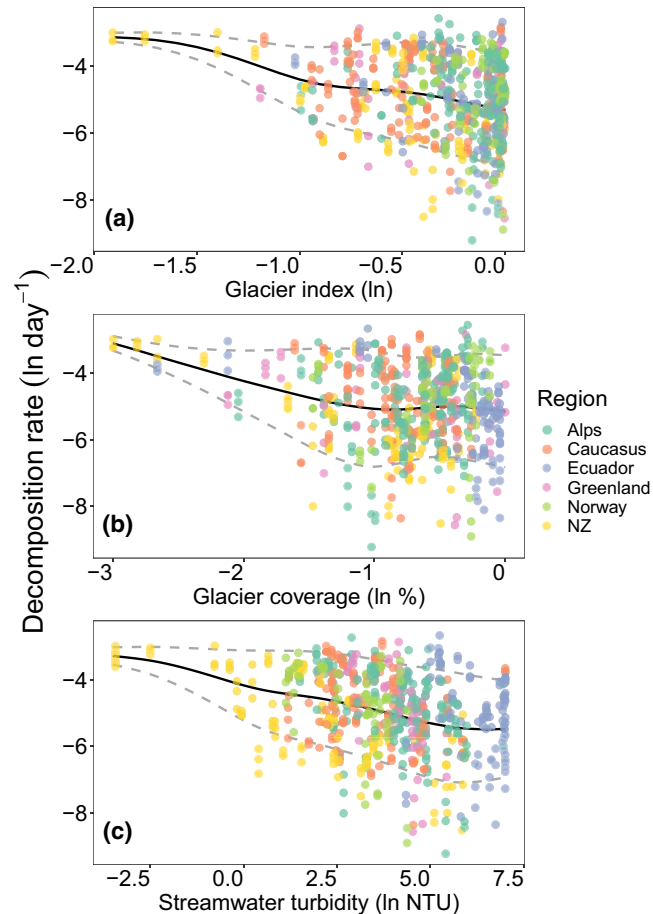 −4
−6
−8
(a)
−2.0 −1.5 −1.0 −0.5 0.0
Glacier index (ln)
Decomposition rate (ln day−1)
−4
−6
−8
(b)
−3 −2 −1 0
Glacier coverage (ln %)
Region
Alps
Caucasus
Ecuador
Greenland
Norway
NZ
−4
−6
−8
(c)
−2.5 0.0 2.5 5.0 7.5
Streamwater turbidity (ln NTU)